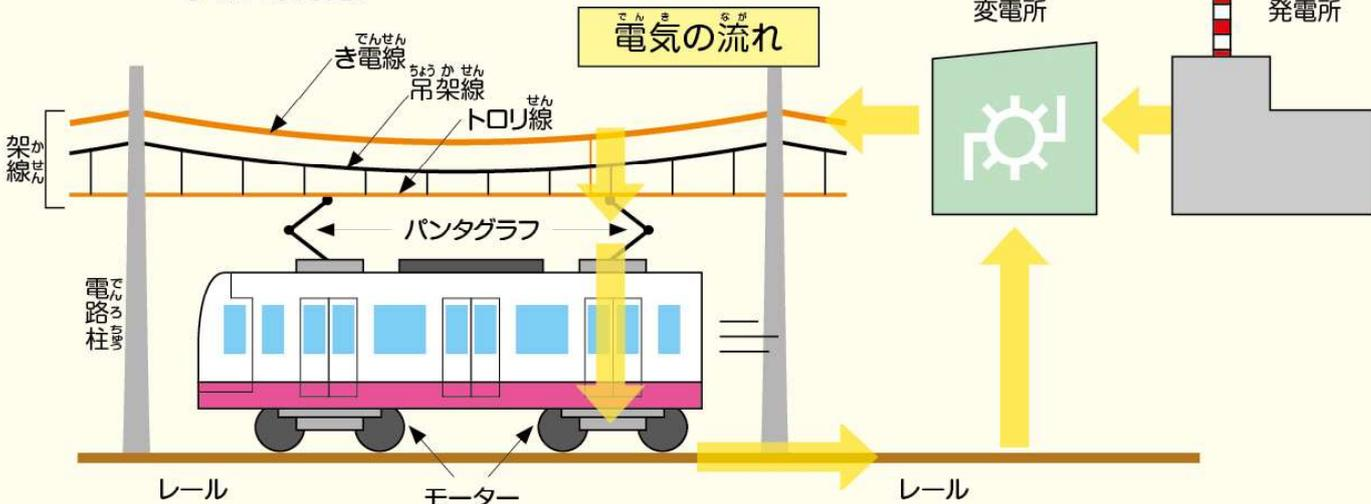 電気の流れ
変電所
発電所
き電線
吊架線
トロリ線
架線
パンタグラフ
電路柱
レール
モーター
レール